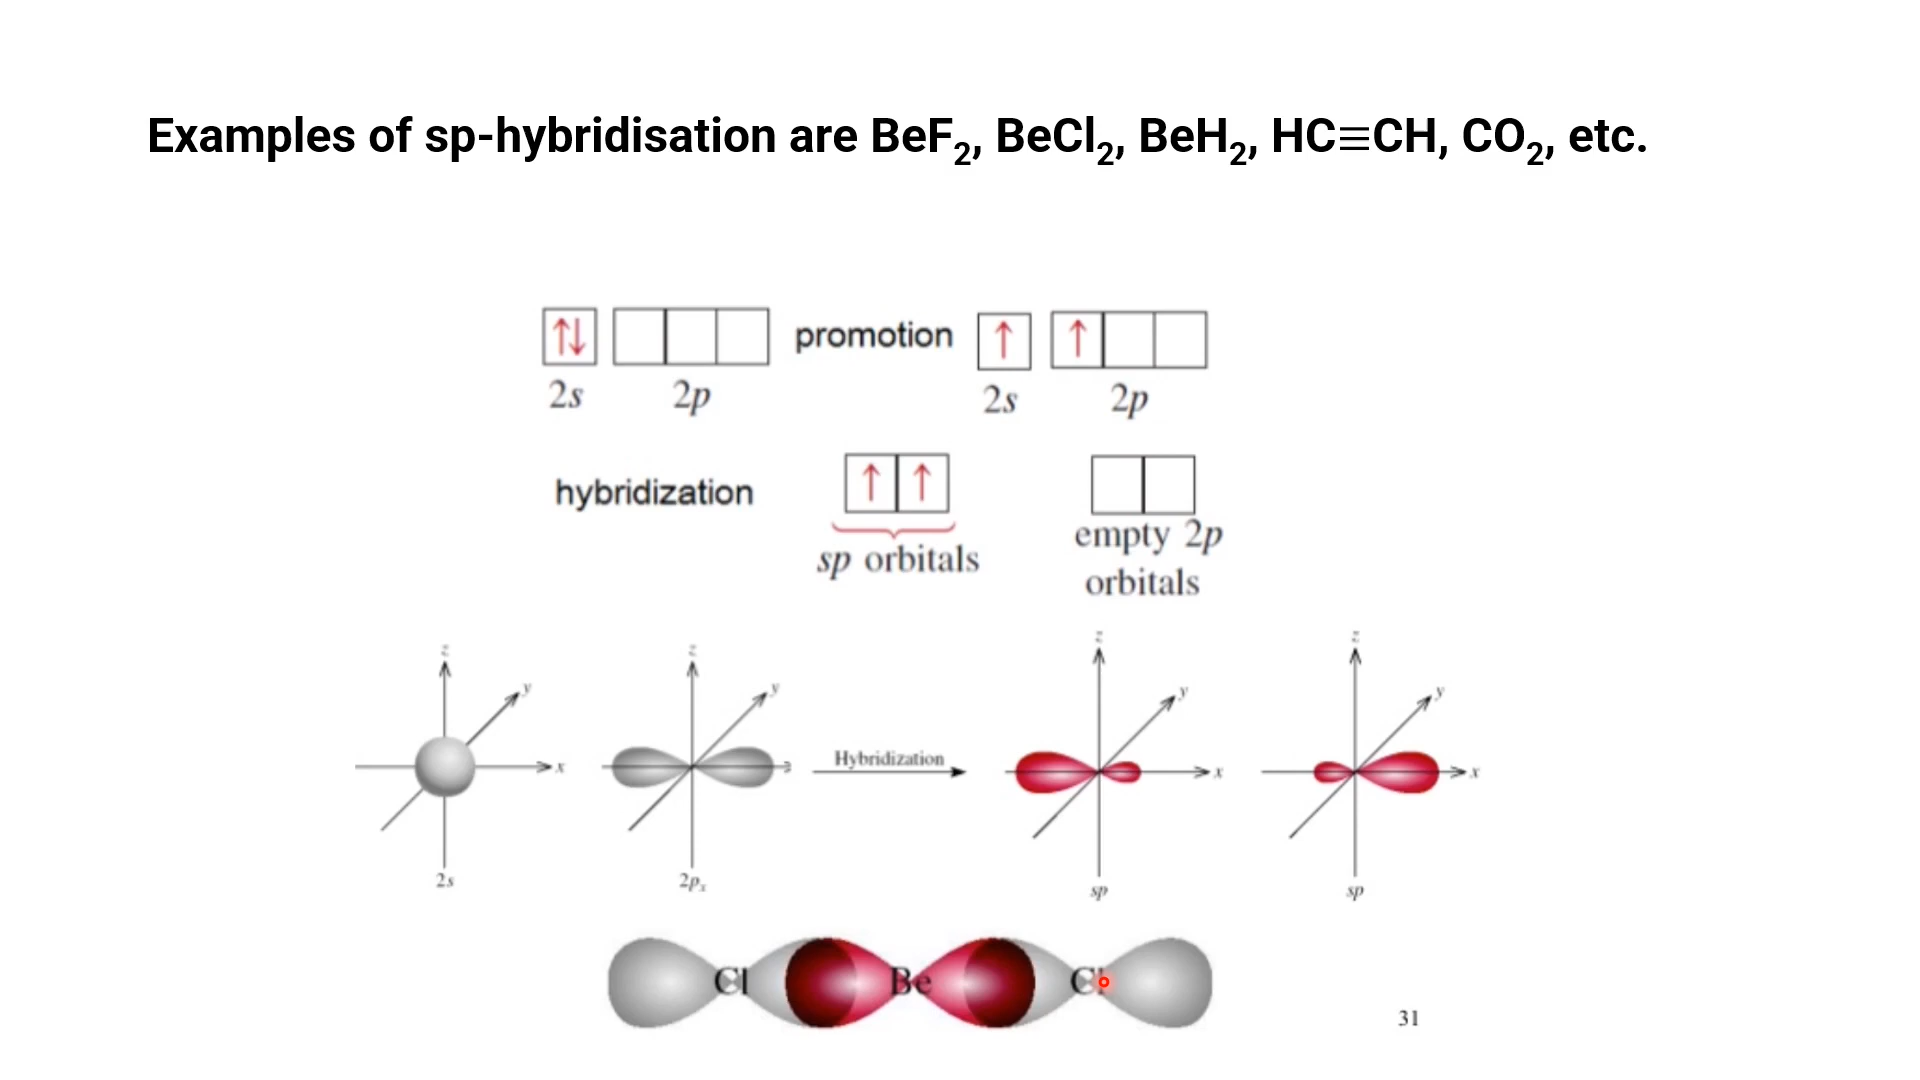 Examples of sp-hybridisation are BeF₂, BeCl₂, BeH₂, HC≡CH, CO₂, etc.
↑↓ promotion ↑ ↑
2s 2p 2s 2p
hybridization ↑ ↑
sp orbitals empty 2p
orbitals
z z z z
y y y y
x Hybridization x x
2s 2pₓ sp sp
Cl Be Cl
31